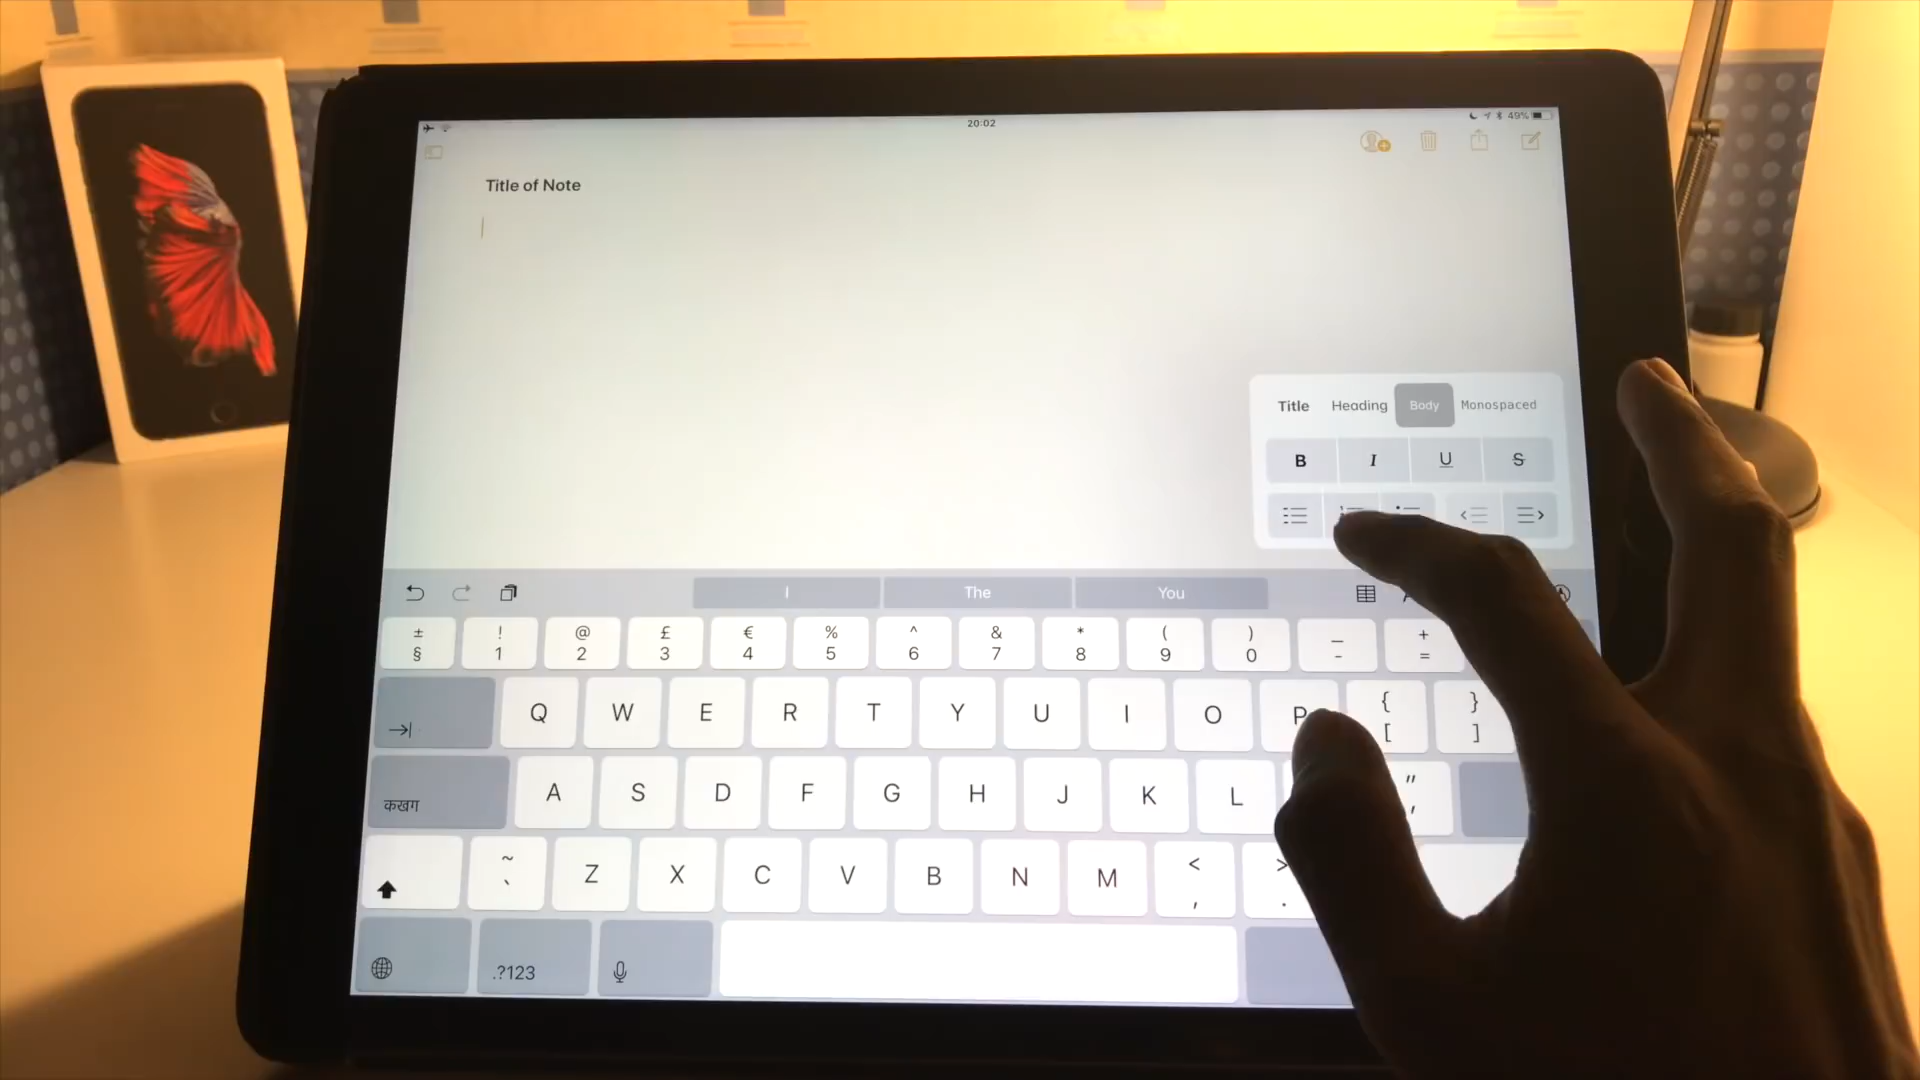 20:02
49%
Title of Note
Title Heading Body Monospaced
B I U S
I The You
± ! @ £ € % ^ & * ( ) _ +
§ 1 2 3 4 5 6 7 8 9 0 - =
Q W E R T Y U I O P { }
[ ]
कखग A S D F G H J K L "
'
~ Z X C V B N M < >
` , .
.?123